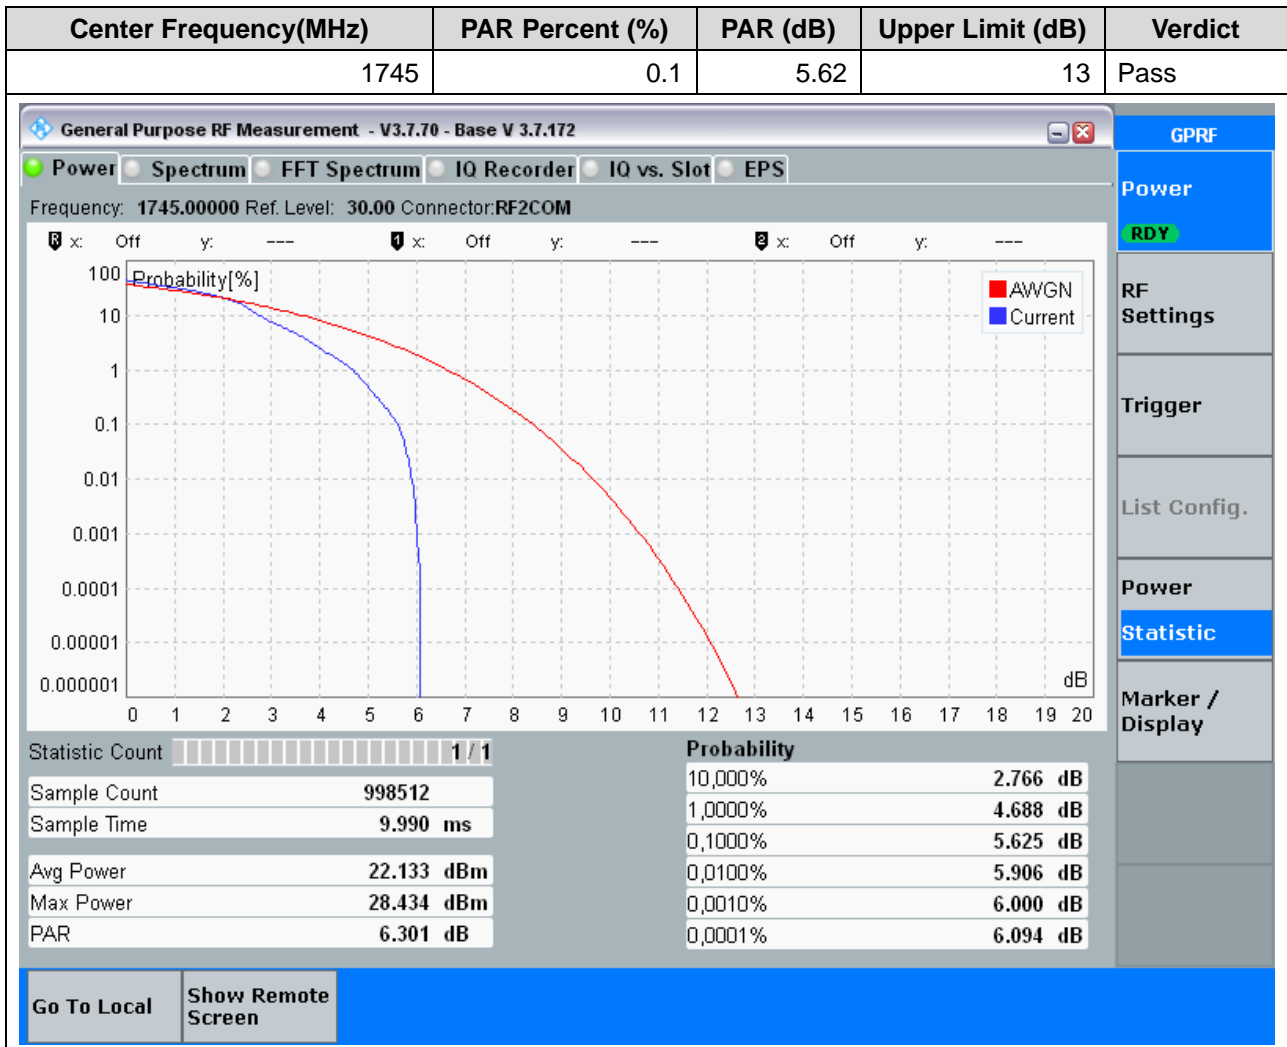 Center Frequency(MHz) PAR Percent (%) PAR (dB) Upper Limit (dB) Verdict
1745 0.1 5.62 13 Pass
General Purpose RF Measurement - V3.7.70 - Base V 3.7.172
GPRF
Power Spectrum FFT Spectrum IQ Recorder IQ vs. Slot EPS
Frequency: 1745.00000 Ref. Level: 30.00 Connector:RF2COM
R x: Off y: --- 1 x: Off y: --- 2 x: Off y: ---
Probability[%]
AWGN
Current
100
10
1
0.1
0.01
0.001
0.0001
0.00001
0.000001
dB
0 1 2 3 4 5 6 7 8 9 10 11 12 13 14 15 16 17 18 19 20
Statistic Count 1 / 1
Sample Count 998512
Sample Time 9.990 ms
Avg Power 22.133 dBm
Max Power 28.434 dBm
PAR 6.301 dB
Probability
10,000% 2.766 dB
1,0000% 4.688 dB
0,1000% 5.625 dB
0,0100% 5.906 dB
0,0010% 6.000 dB
0,0001% 6.094 dB
Power
RDY
RF
Settings
Trigger
List Config.
Power
Statistic
Marker /
Display
Go To Local
Show Remote
Screen